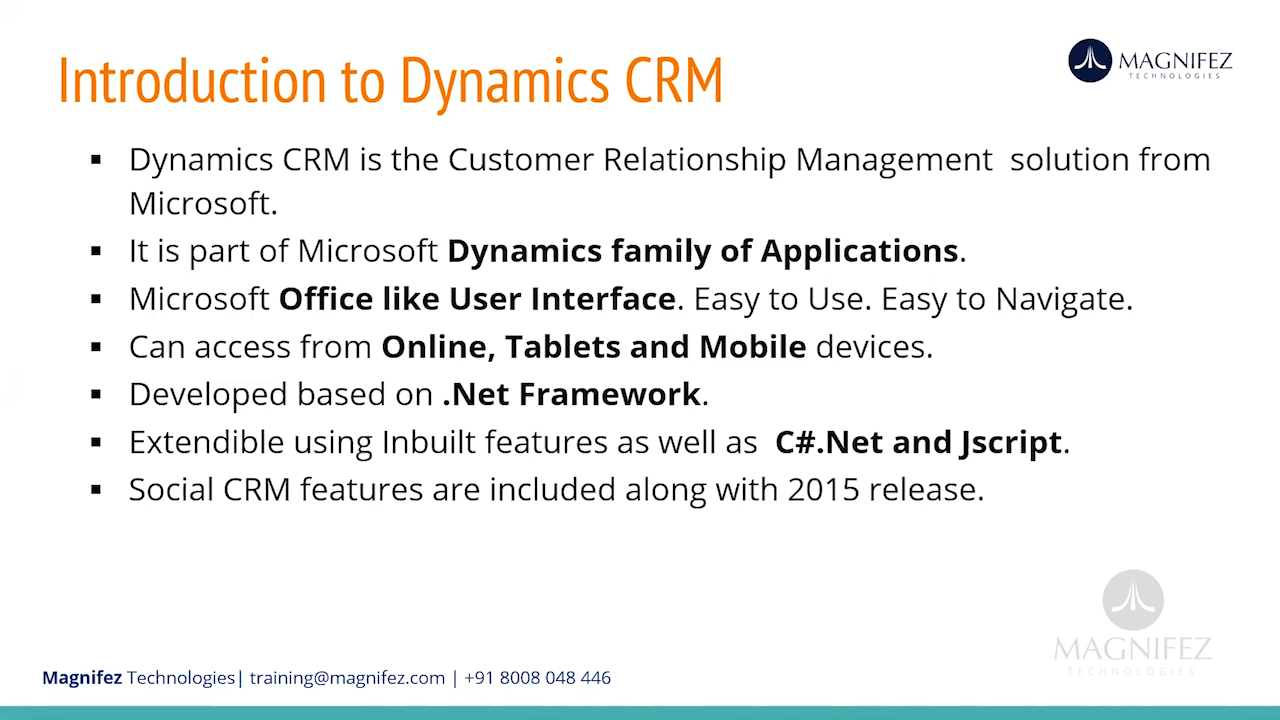 Introduction to Dynamics CRM
MAGNIFEZ
TECHNOLOGIES
▪ Dynamics CRM is the Customer Relationship Management solution from
Microsoft.
▪ It is part of Microsoft Dynamics family of Applications.
▪ Microsoft Office like User Interface. Easy to Use. Easy to Navigate.
▪ Can access from Online, Tablets and Mobile devices.
▪ Developed based on .Net Framework.
▪ Extendible using Inbuilt features as well as C#.Net and Jscript.
▪ Social CRM features are included along with 2015 release.
MAGNIFEZ
TECHNOLOGIES
Magnifez Technologies| training@magnifez.com | +91 8008 048 446